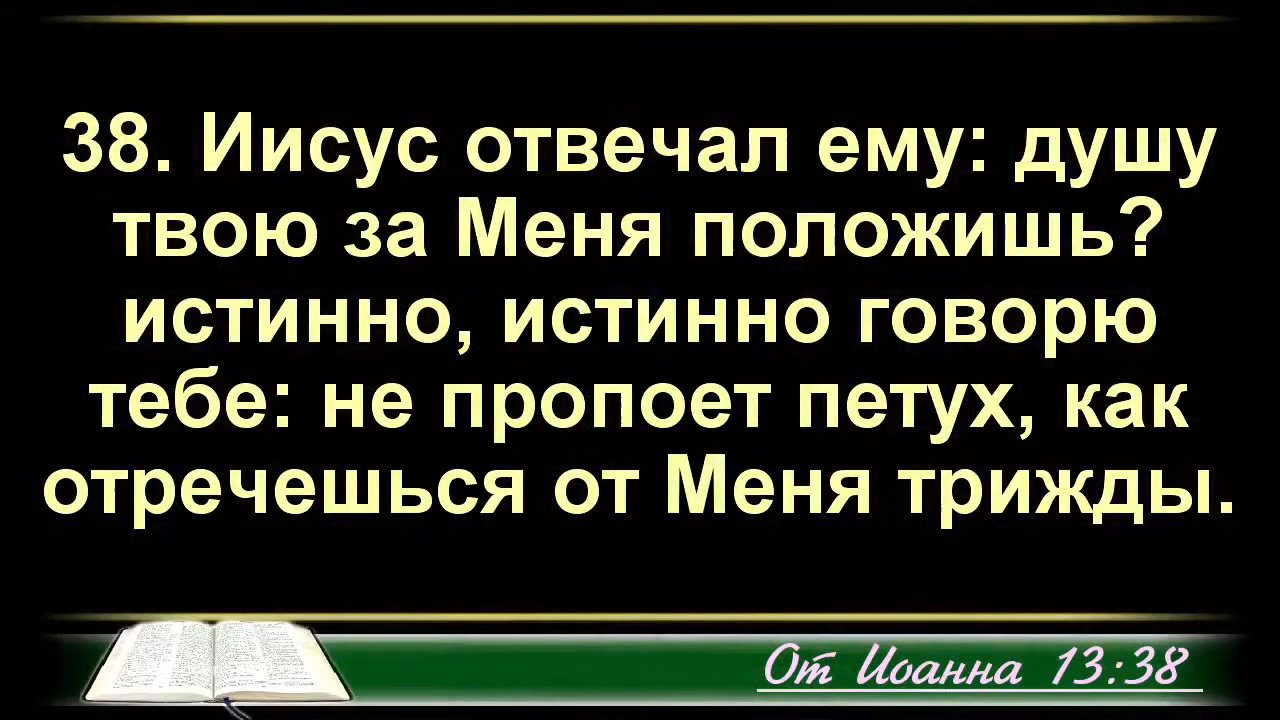 38. Иисус отвечал ему: душу
твою за Меня положишь?
истинно, истинно говорю
тебе: не пропоет петух, как
отречешься от Меня трижды.
От Иоанна 13:38